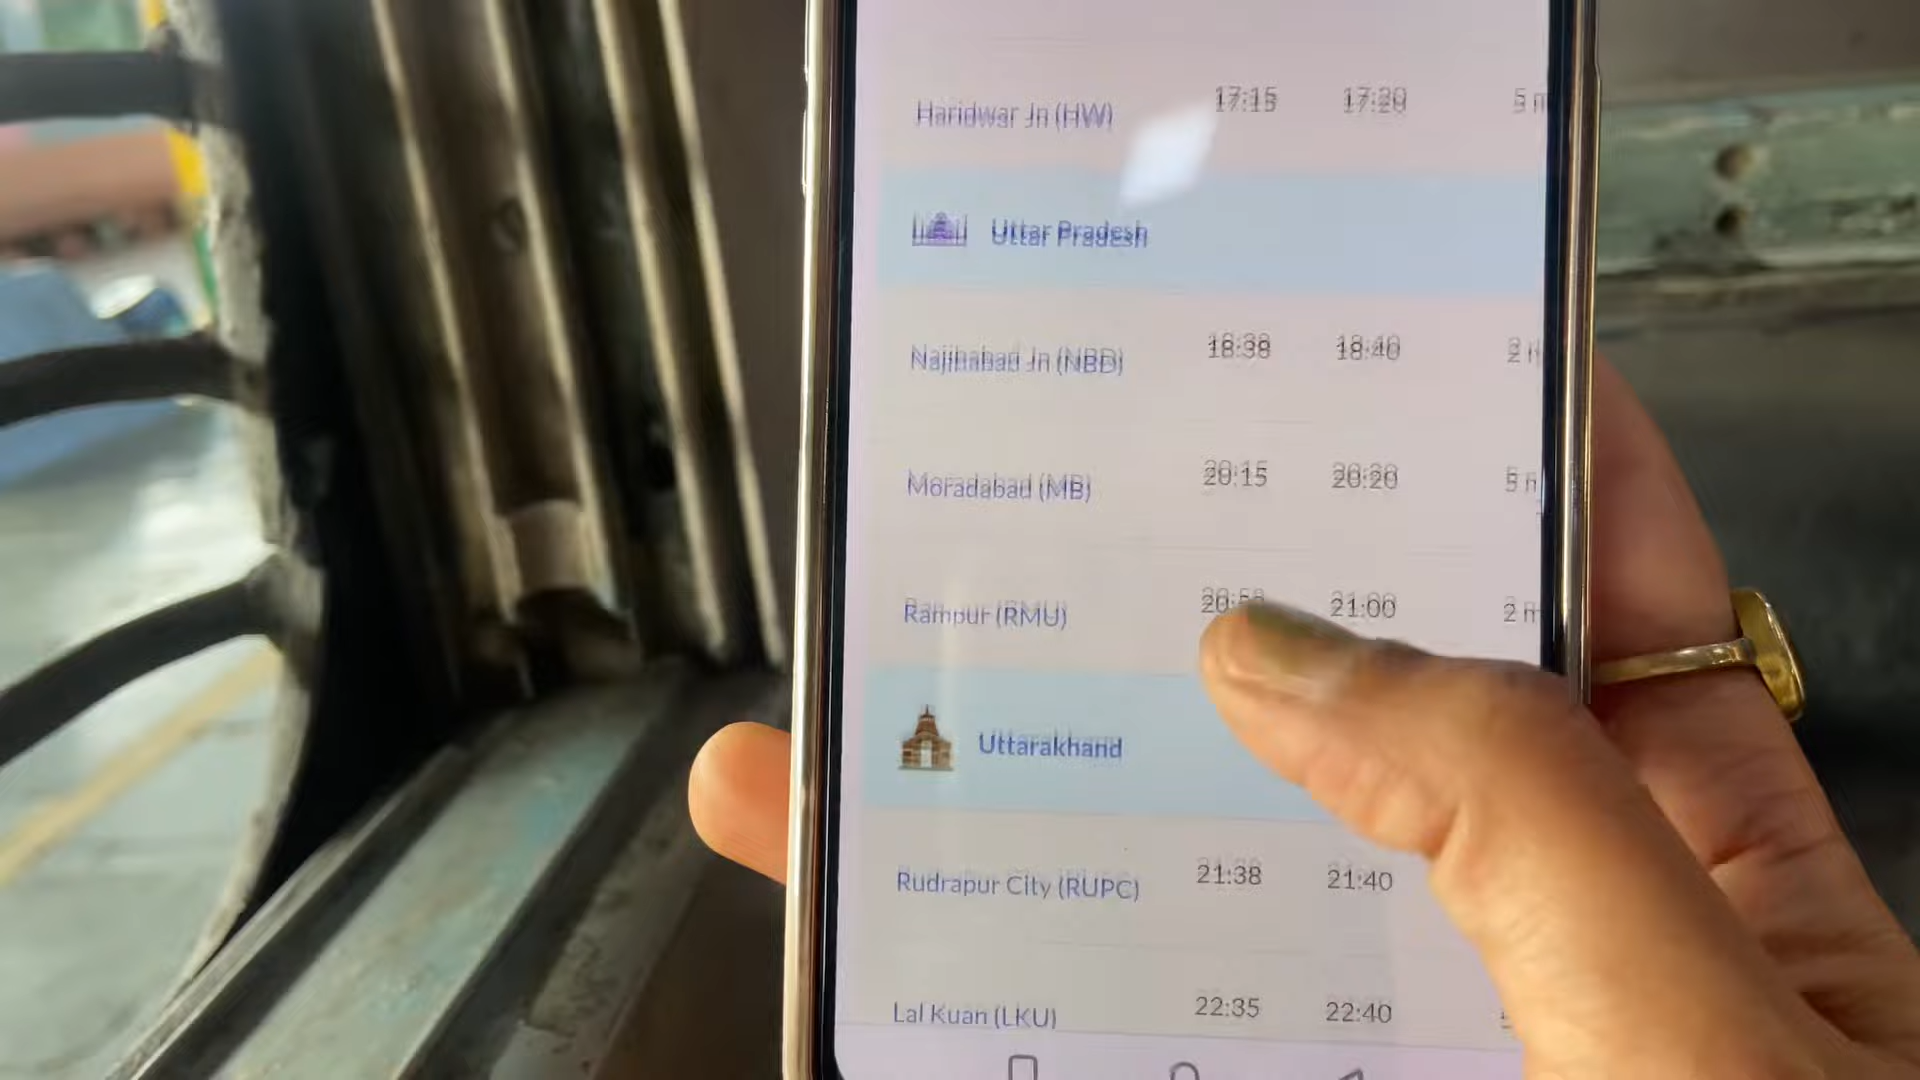 Haridwar Jn (HW) 17:15 17:20 5
Uttar Pradesh
Najibabad Jn (NBD) 18:38 18:40 2
Moradabad (MB) 20:15 20:20 5
Rampur (RMU) 20:5 21:00 2 m
Uttarakhand
Rudrapur City (RUPC) 21:38 21:40
Lal Kuan (LKU) 22:35 22:40